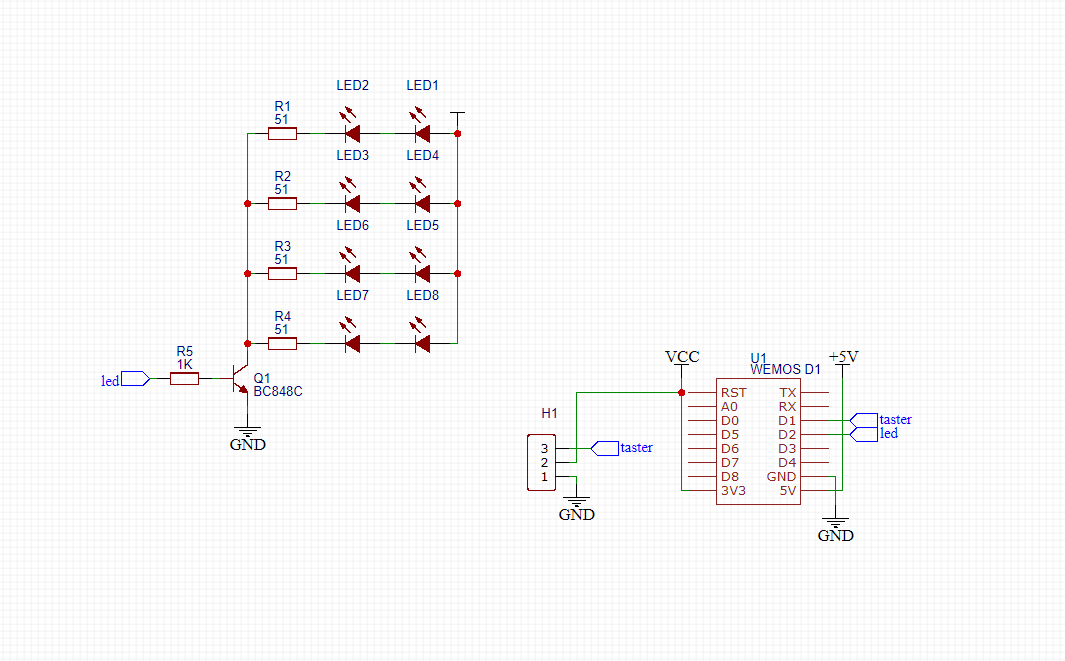 LED2 LED1
R1
51
LED3 LED4
R2
51
LED6 LED5
R3
51
LED7 LED8
R4
51
R5
1K
led
Q1
BC848C
GND
H1
3
2
1
taster
GND
VCC
U1
WEMOS D1
+5V
RST TX
A0 RX
D0 D1 taster
D5 D2 led
D6 D3
D7 D4
D8 GND
3V3 5V
GND